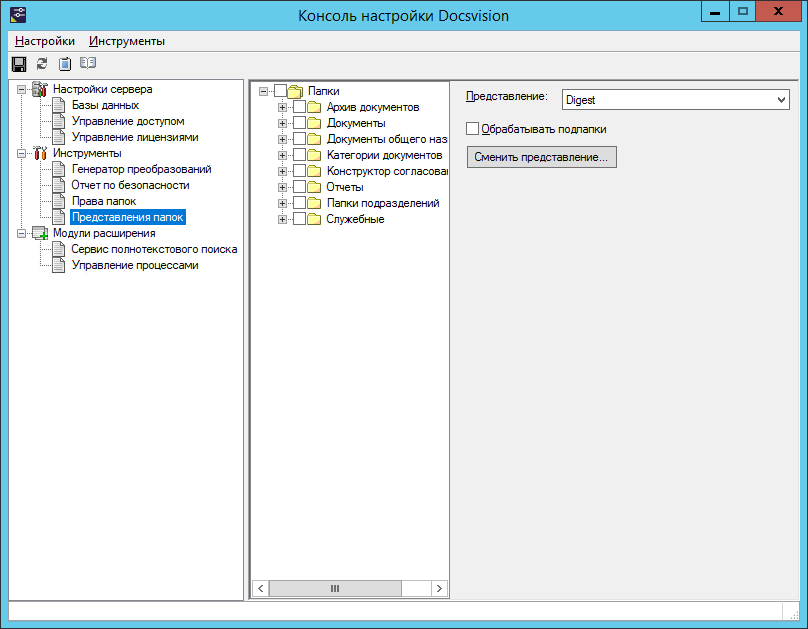 Консоль настройки Docsvision
Настройки Инструменты
Настройки сервера
Базы данных
Управление доступом
Управление лицензиями
Инструменты
Генератор преобразований
Отчет по безопасности
Права папок
Представления папок
Модули расширения
Сервис полнотекстового поиска
Управление процессами
Папки
Архив документов
Документы
Документы общего наз
Категории документов
Конструктор согласова
Отчеты
Папки подразделений
Служебные
Представление: Digest
Обрабатывать подпапки
Сменить представление...